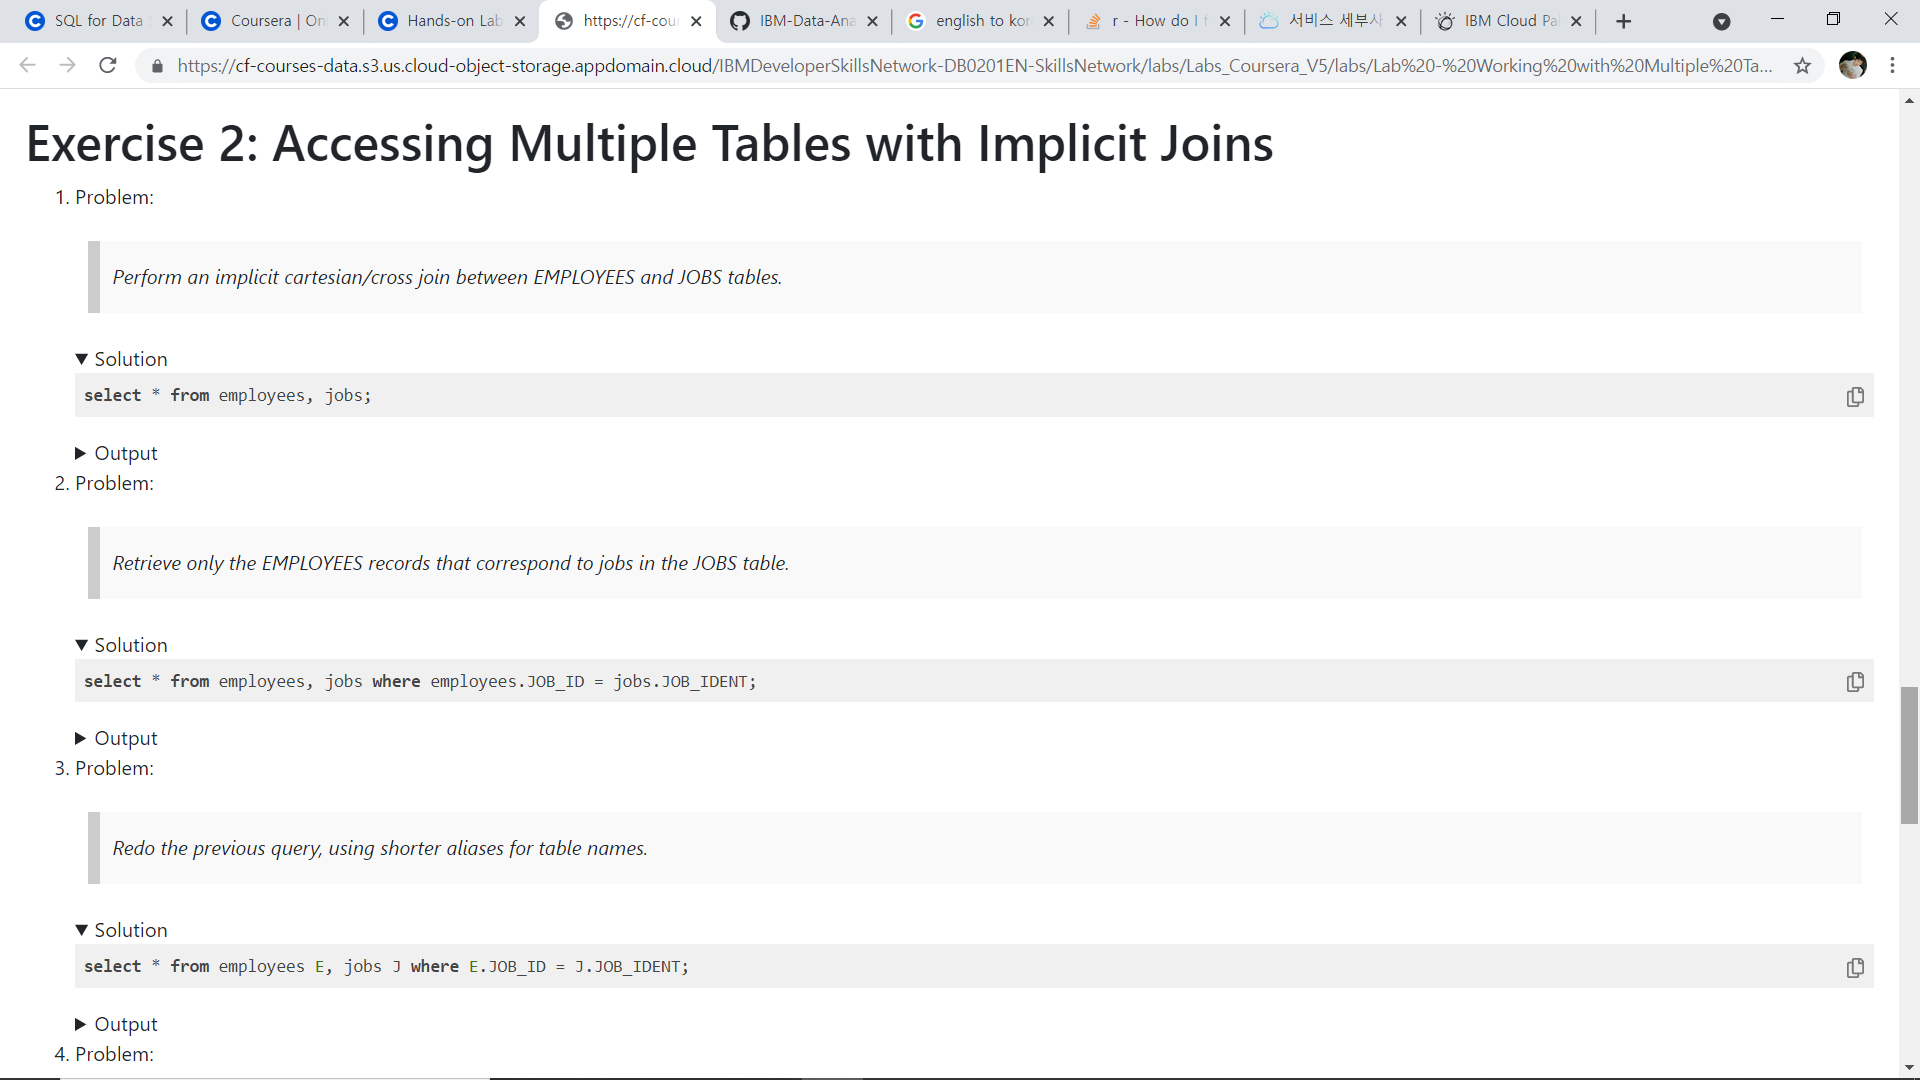 SQL for Data
Coursera | On
Hands-on Lab
https://cf-cou
IBM-Data-Ana
english to kor
r - How do I f
서비스 세부사
IBM Cloud Pa
https://cf-courses-data.s3.us.cloud-object-storage.appdomain.cloud/IBMDeveloperSkillsNetwork-DB0201EN-SkillsNetwork/labs/Labs_Coursera_V5/labs/Lab%20-%20Working%20with%20Multiple%20Ta...
Exercise 2: Accessing Multiple Tables with Implicit Joins
1. Problem:
Perform an implicit cartesian/cross join between EMPLOYEES and JOBS tables.
▼ Solution
select * from employees, jobs;
▶ Output
2. Problem:
Retrieve only the EMPLOYEES records that correspond to jobs in the JOBS table.
▼ Solution
select * from employees, jobs where employees.JOB_ID = jobs.JOB_IDENT;
▶ Output
3. Problem:
Redo the previous query, using shorter aliases for table names.
▼ Solution
select * from employees E, jobs J where E.JOB_ID = J.JOB_IDENT;
▶ Output
4. Problem: